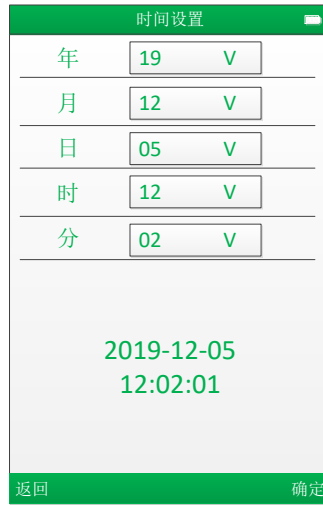 时间设置
年 19 V
月 12 V
日 05 V
时 12 V
分 02 V
2019-12-05
12:02:01
返回 确定